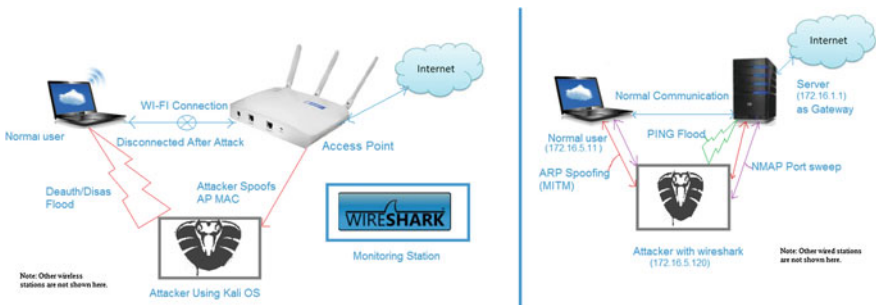 Internet
WI-FI Connection
Normal user
Disconnected After Attack
Access Point
Deauth/Disas
Flood
Attacker Spoofs
AP MAC
WIRESHARK
Monitoring Station
Note: Other wireless
stations are not shown here.
Attacker Using Kali OS
Internet
Normal Communication
Server
(172.16.1.1)
as Gateway
Normal user
(172.16.5.11 )
PING Flood
ARP Spoofing
(MITM)
NMAP Port sweep
Attacker with wireshark
(172.16.5.120)
Note: Other wired stations
are not shown here.